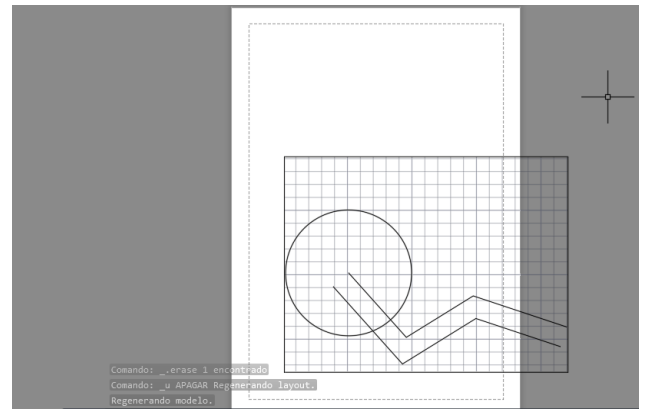 Comando: _.erase 1 encontrado
Comando: _u APAGAR Regenerando layout.
Regenerando modelo.